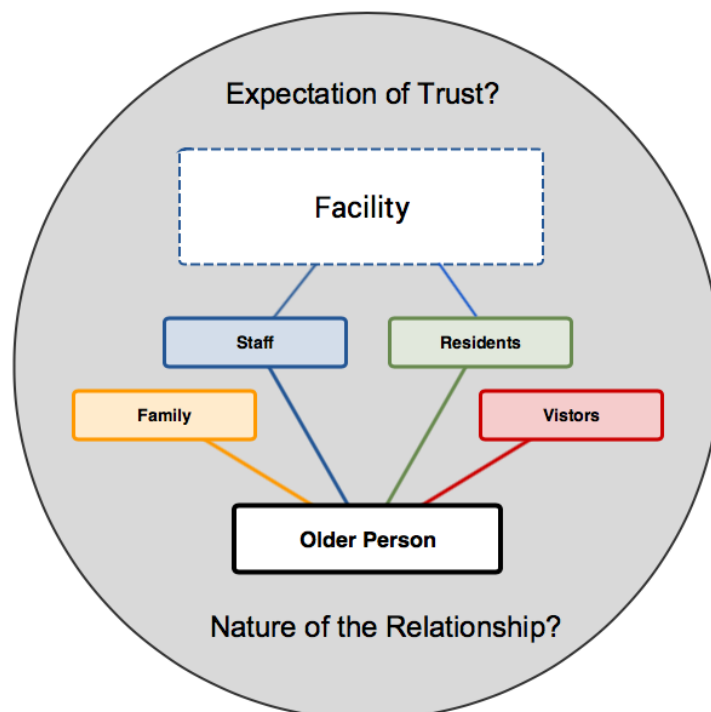 Expectation of Trust?
Facility
Staff
Residents
Family
Vistors
Older Person
Nature of the Relationship?